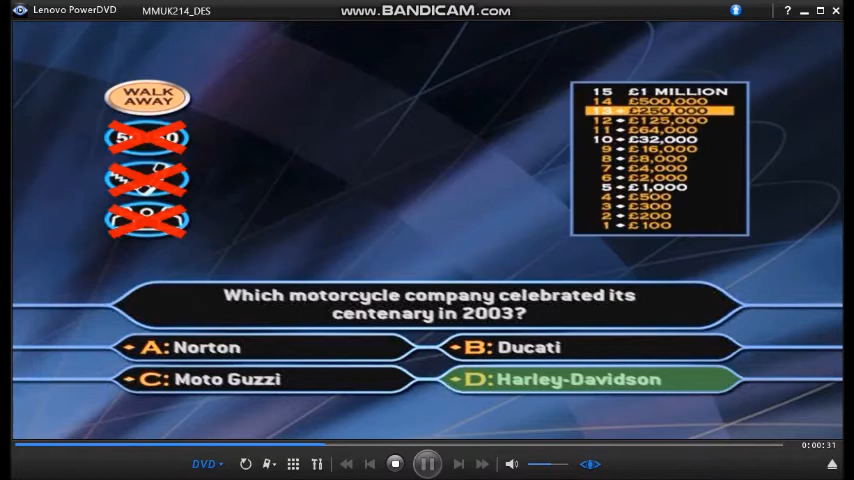 Lenovo PowerDVD
MMUK214_DES
www.BANDICAM.com
WALK
AWAY
15 £1 MILLION
14 £500,000
13 £250,000
12 £125,000
11 £64,000
10 £32,000
9 £16,000
8 £8,000
7 £4,000
6 £2,000
5 £1,000
4 £500
3 £300
2 £200
1 £100
Which motorcycle company celebrated its
centenary in 2003?
A: Norton
B: Ducati
C: Moto Guzzi
D: Harley-Davidson
0:00:31
DVD